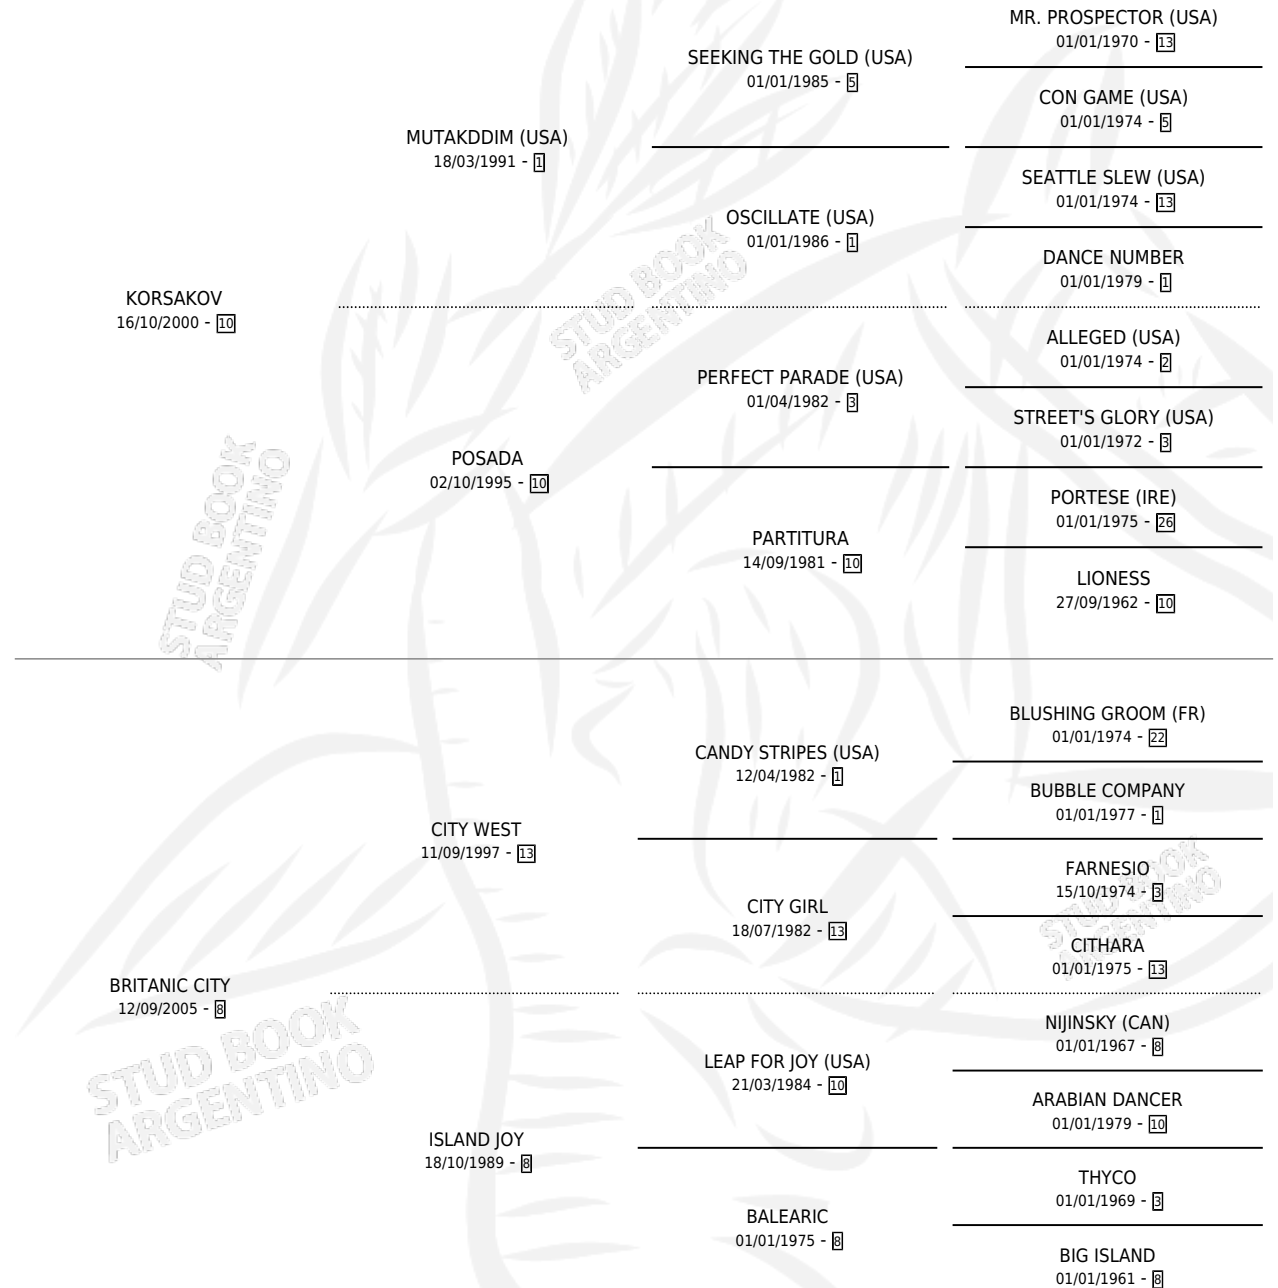 MR. PROSPECTOR (USA)
01/01/1970 - 13
SEEKING THE GOLD (USA)
01/01/1985 - 5
CON GAME (USA)
01/01/1974 - 5
MUTAKDDIM (USA)
18/03/1991 - 1
SEATTLE SLEW (USA)
01/01/1974 - 13
OSCILLATE (USA)
01/01/1986 - 1
DANCE NUMBER
01/01/1979 - 1
KORSAKOV
16/10/2000 - 10
ALLEGED (USA)
01/01/1974 - 2
PERFECT PARADE (USA)
01/04/1982 - 3
STREET'S GLORY (USA)
01/01/1972 - 3
POSADA
02/10/1995 - 10
PORTESE (IRE)
01/01/1975 - 26
PARTITURA
14/09/1981 - 10
LIONESS
27/09/1962 - 10
BLUSHING GROOM (FR)
01/01/1974 - 22
CANDY STRIPES (USA)
12/04/1982 - 1
BUBBLE COMPANY
01/01/1977 - 1
CITY WEST
11/09/1997 - 13
FARNESIO
15/10/1974 - 3
CITY GIRL
18/07/1982 - 13
CITHARA
01/01/1975 - 13
BRITANIC CITY
12/09/2005 - 8
NIJINSKY (CAN)
01/01/1967 - 8
LEAP FOR JOY (USA)
21/03/1984 - 10
ARABIAN DANCER
01/01/1979 - 10
ISLAND JOY
18/10/1989 - 8
THYCO
01/01/1969 - 3
BALEARIC
01/01/1975 - 8
BIG ISLAND
01/01/1961 - 8
STUD BOOK
ARGENTINO
STUD BOOK
ARGENTINO
STUD BOOK
ARGENTINO
STUD BOOK
ARGENTINO